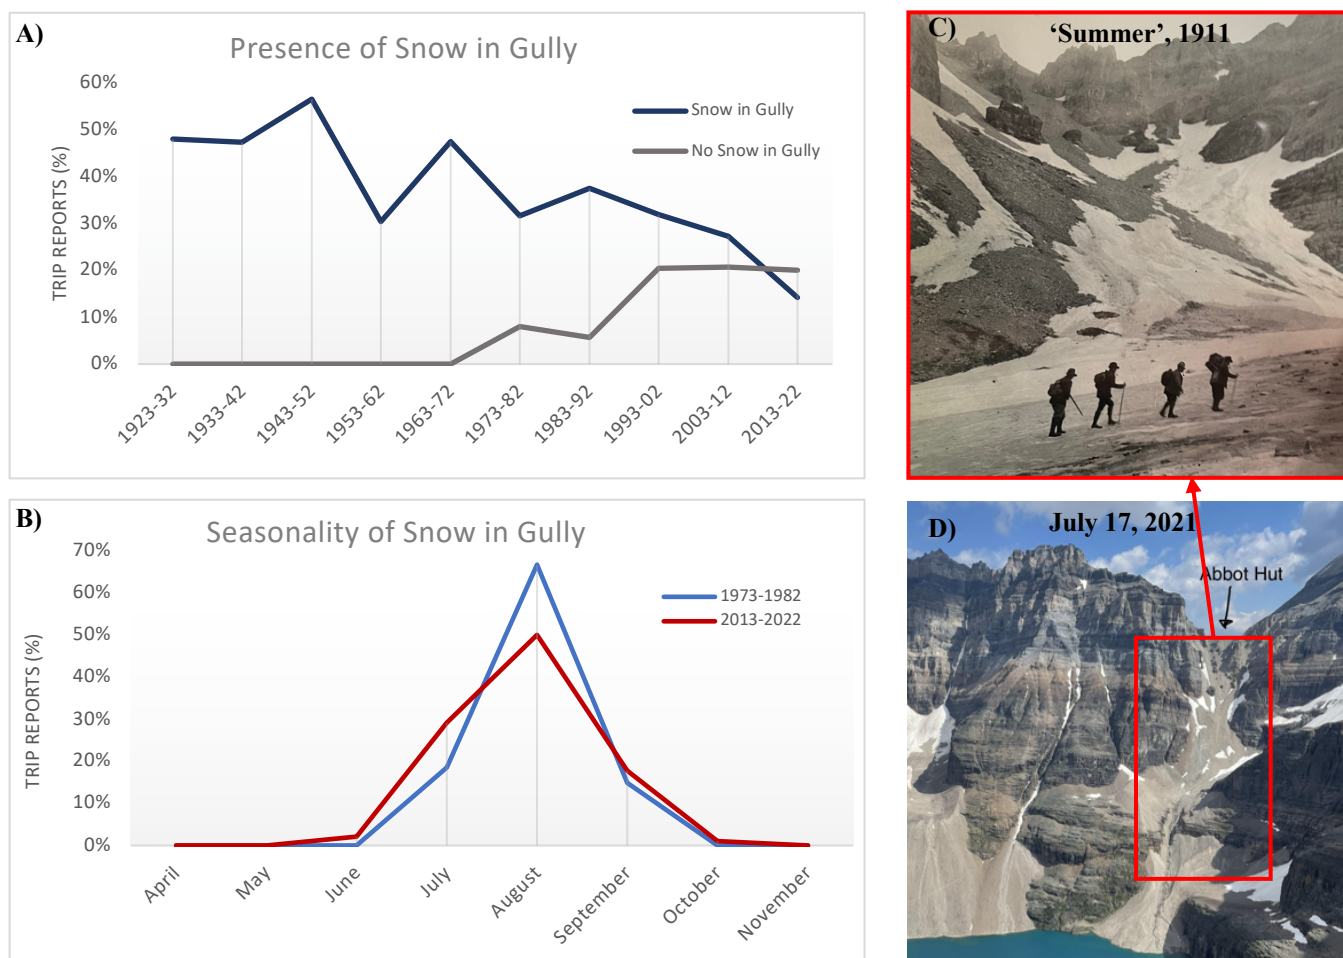 A)
Presence of Snow in Gully
60%
50%
40%
30%
20%
10%
0%
TRIP REPORTS (%)
Snow in Gully
No Snow in Gully
1923-32
1933-42
1943-52
1953-62
1963-72
1973-82
1983-92
1993-02
2003-12
2013-22
B)
Seasonality of Snow in Gully
70%
60%
50%
40%
30%
20%
10%
0%
TRIP REPORTS (%)
1973-1982
2013-2022
April
May
June
July
August
September
October
November
C)
‘Summer’, 1911
D)
July 17, 2021
Abbot Hut